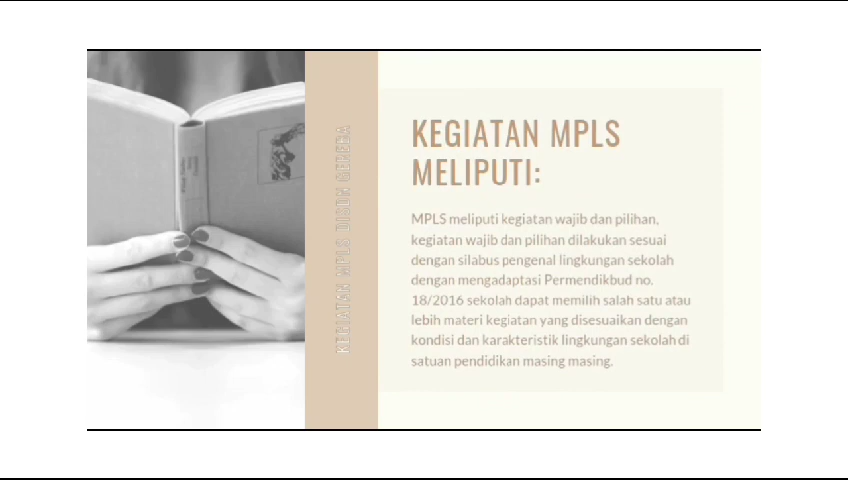 KEGIATAN MPLS DISDN SEPEBA
KEGIATAN MPLS
MELIPUTI:
MPLS meliputi kegiatan wajib dan pilihan,
kegiatan wajib dan pilihan dilakukan sesuai
dengan silabus pengenal lingkungan sekolah
dengan mengadaptasi Permendikbud no.
18/2016 sekolah dapat memilih salah satu atau
lebih materi kegiatan yang disesuaikan dengan
kondisi dan karakteristik lingkungan sekolah di
satuan pendidikan masing masing.